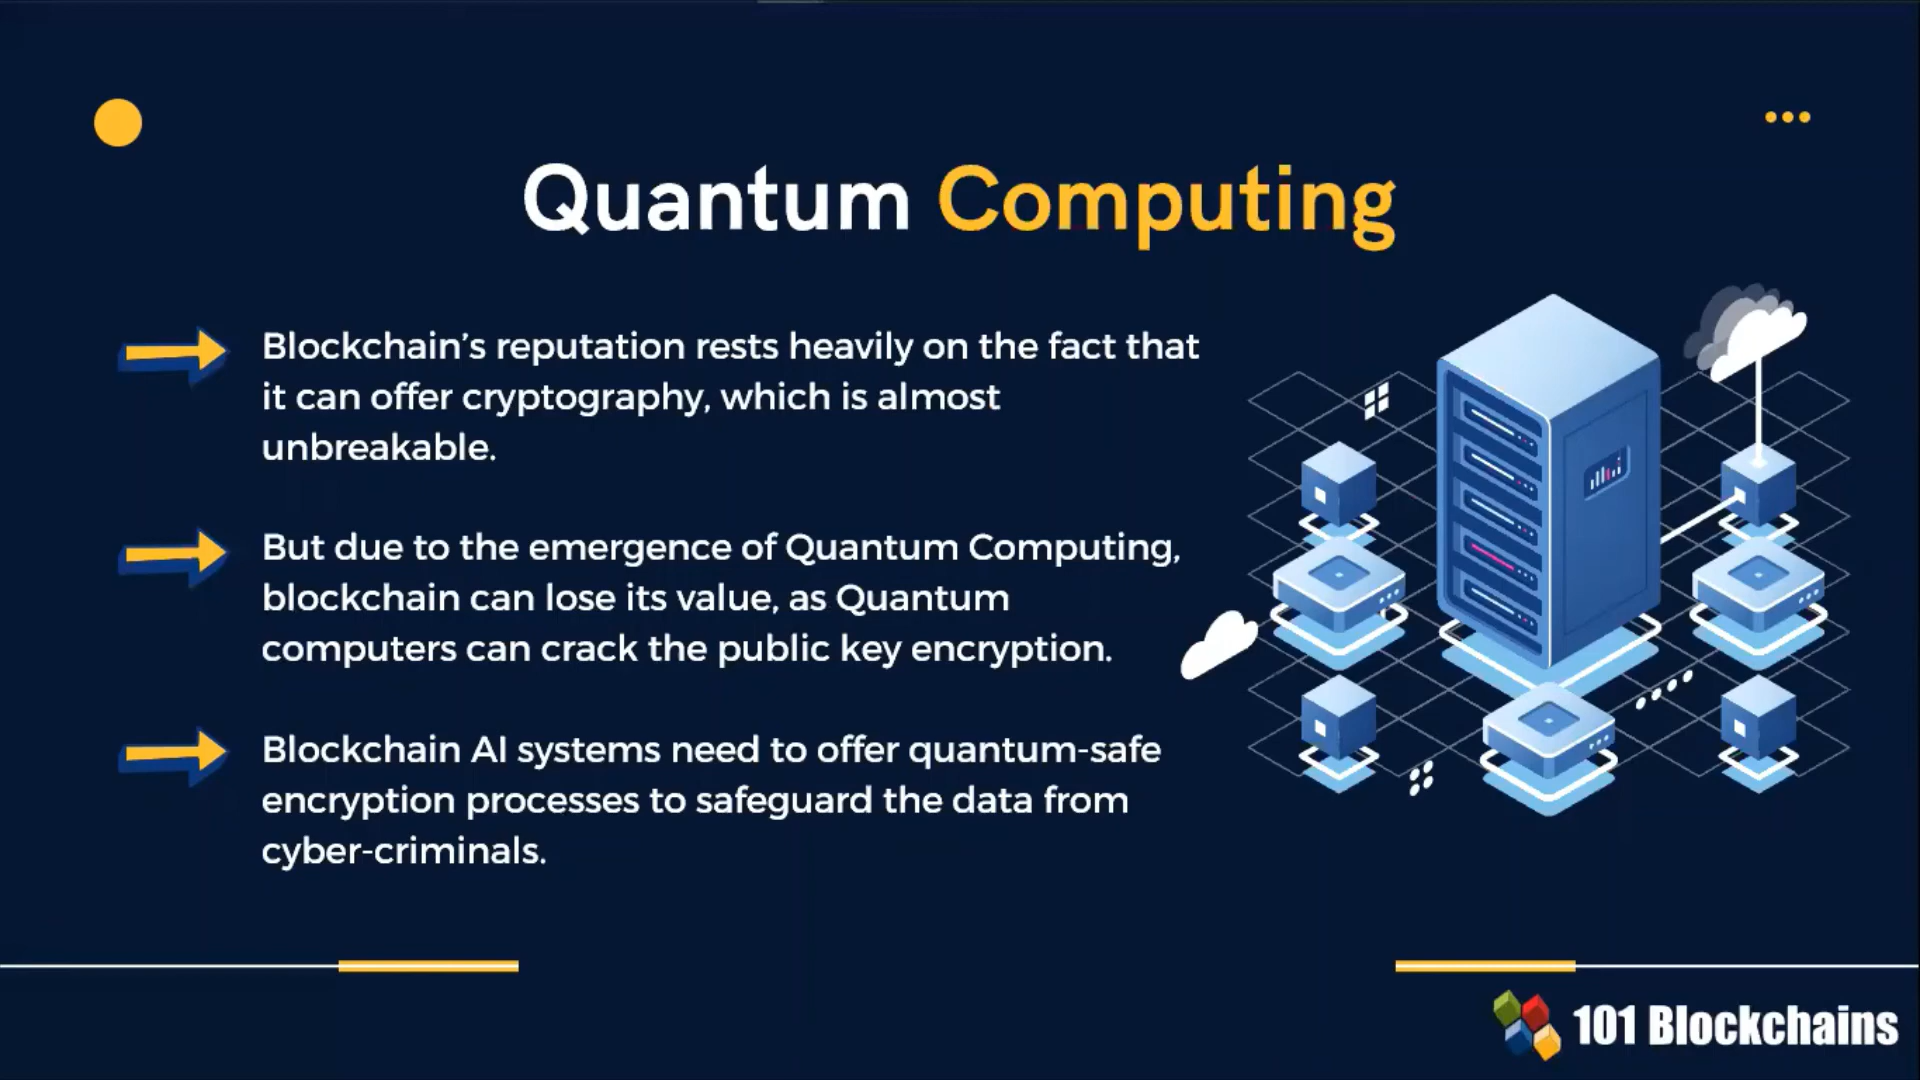 Quantum Computing
Blockchain’s reputation rests heavily on the fact that
it can offer cryptography, which is almost
unbreakable.
But due to the emergence of Quantum Computing,
blockchain can lose its value, as Quantum
computers can crack the public key encryption.
Blockchain AI systems need to offer quantum-safe
encryption processes to safeguard the data from
cyber-criminals.
101 Blockchains